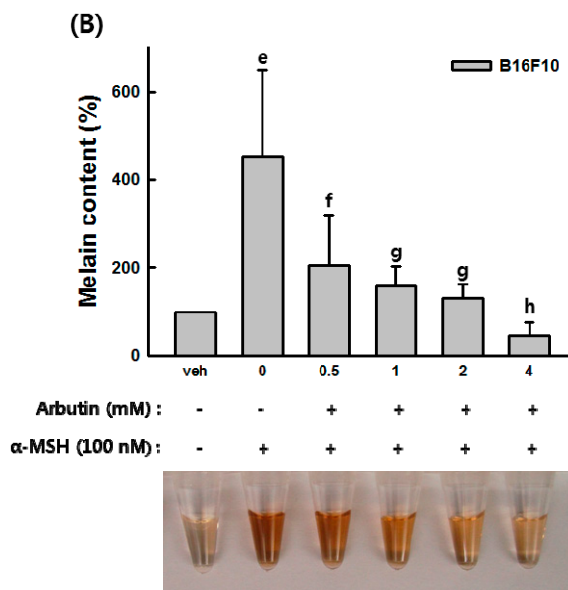 (B)
B16F10
Melain content (%)
600
400
200
0
e
f
g
g
h
veh 0 0.5 1 2 4
Arbutin (mM) : - - + + + +
α-MSH (100 nM) : - + + + + +